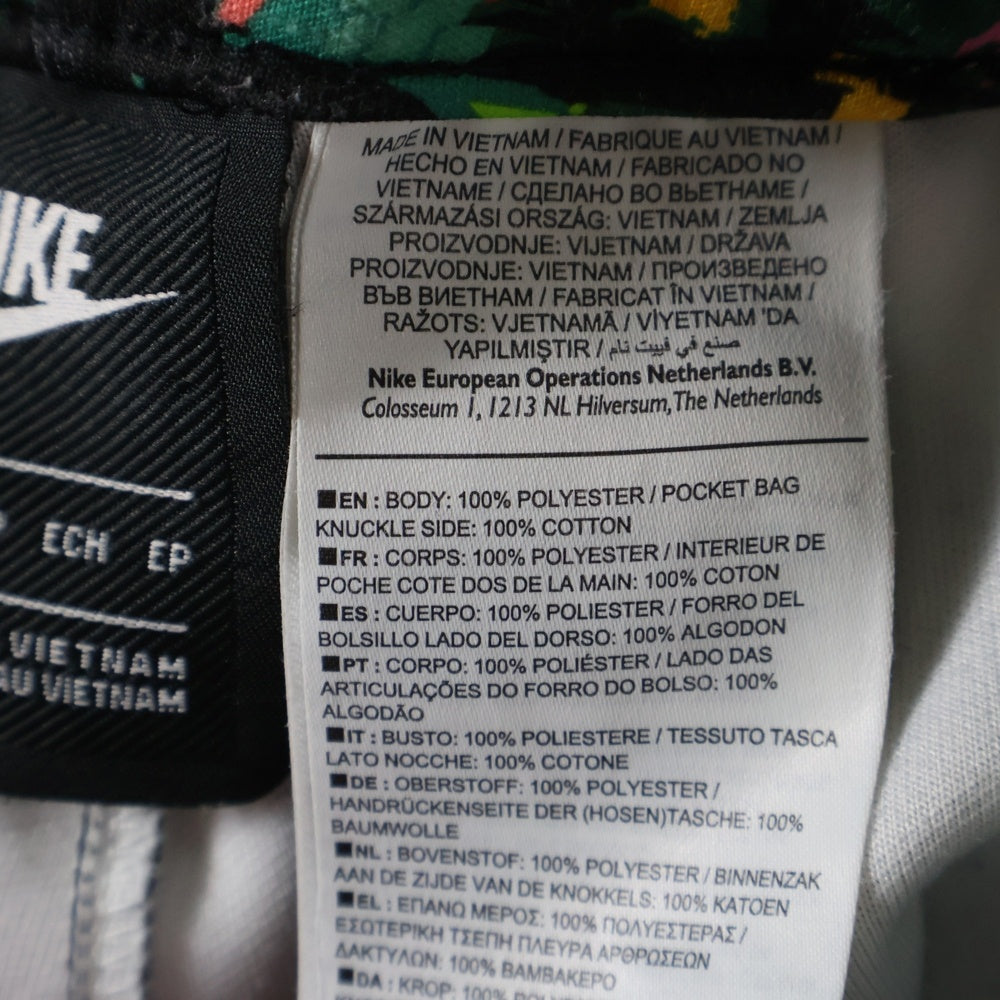 NIKE
ECH EP
VIETNAM
AU VIETNAM
MADE IN VIETNAM / FABRIQUE AU VIETNAM /
HECHO EN VIETNAM / FABRICADO NO
VIETNAME / СДЕЛАНО ВО ВЬЕТНАМЕ /
SZÁRMAZÁSI ORSZÁG: VIETNAM / ZEMLJA
PROIZVODNJE: VIJETNAM / DRŽAVA
PROIZVODNJE: VIETNAM / ПРОИЗВЕДЕНО
ВЪВ ВИЕТНАМ / FABRICAT ÎN VIETNAM /
RAŽOTS: VJETNAMĀ / VİYETNAM 'DA
YAPILMIŞTIR / صنع في فييت نام
Nike European Operations Netherlands B.V.
Colosseum 1, 1213 NL Hilversum, The Netherlands
■EN : BODY: 100% POLYESTER / POCKET BAG
KNUCKLE SIDE: 100% COTTON
■FR : CORPS: 100% POLYESTER / INTERIEUR DE
POCHE COTE DOS DE LA MAIN: 100% COTON
■ES : CUERPO: 100% POLIESTER / FORRO DEL
BOLSILLO LADO DEL DORSO: 100% ALGODON
■PT : CORPO: 100% POLIÉSTER / LADO DAS
ARTICULAÇÕES DO FORRO DO BOLSO: 100%
ALGODÃO
■IT : BUSTO: 100% POLIESTERE / TESSUTO TASCA
LATO NOCCHE: 100% COTONE
■DE : OBERSTOFF: 100% POLYESTER /
HANDRÜCKENSEITE DER (HOSEN)TASCHE: 100%
BAUMWOLLE
■NL : BOVENSTOF: 100% POLYESTER / BINNENZAK
AAN DE ZIJDE VAN DE KNOKKELS: 100% KATOEN
■EL : ΕΠΑΝΩ ΜΕΡΟΣ: 100% ΠΟΛΥΕΣΤΕΡΑΣ /
ΕΣΩΤΕΡΙΚΗ ΤΣΕΠΗ ΠΛΕΥΡΑ ΑΡΘΡΩΣΕΩΝ
ΔΑΚΤΥΛΩΝ: 100% ΒΑΜΒΑΚΕΡΟ
■DA : KROP: 100%